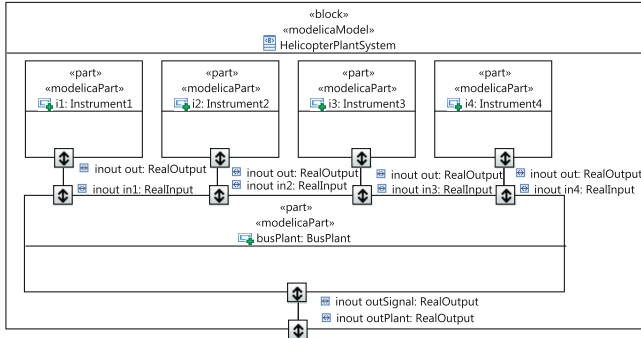 «block»
«modelicaModel»
HelicopterPlantSystem
«part» «part» «part» «part»
«modelicaPart» «modelicaPart» «modelicaPart» «modelicaPart»
i1: Instrument1 i2: Instrument2 i3: Instrument3 i4: Instrument4
inout out: RealOutput inout out: RealOutput inout out: RealOutput inout out: RealOutput
inout in1: RealInput inout in2: RealInput inout in3: RealInput inout in4: RealInput
«part»
«modelicaPart»
busPlant: BusPlant
inout outSignal: RealOutput
inout outPlant: RealOutput